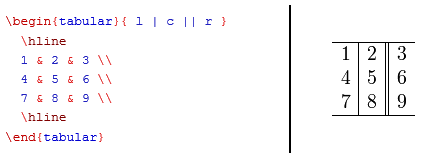 \begin{tabular}{ l | c || r }
\hline
1 & 2 & 3 \\
4 & 5 & 6 \\
7 & 8 & 9 \\
\hline
\end{tabular}
1 2 3
4 5 6
7 8 9